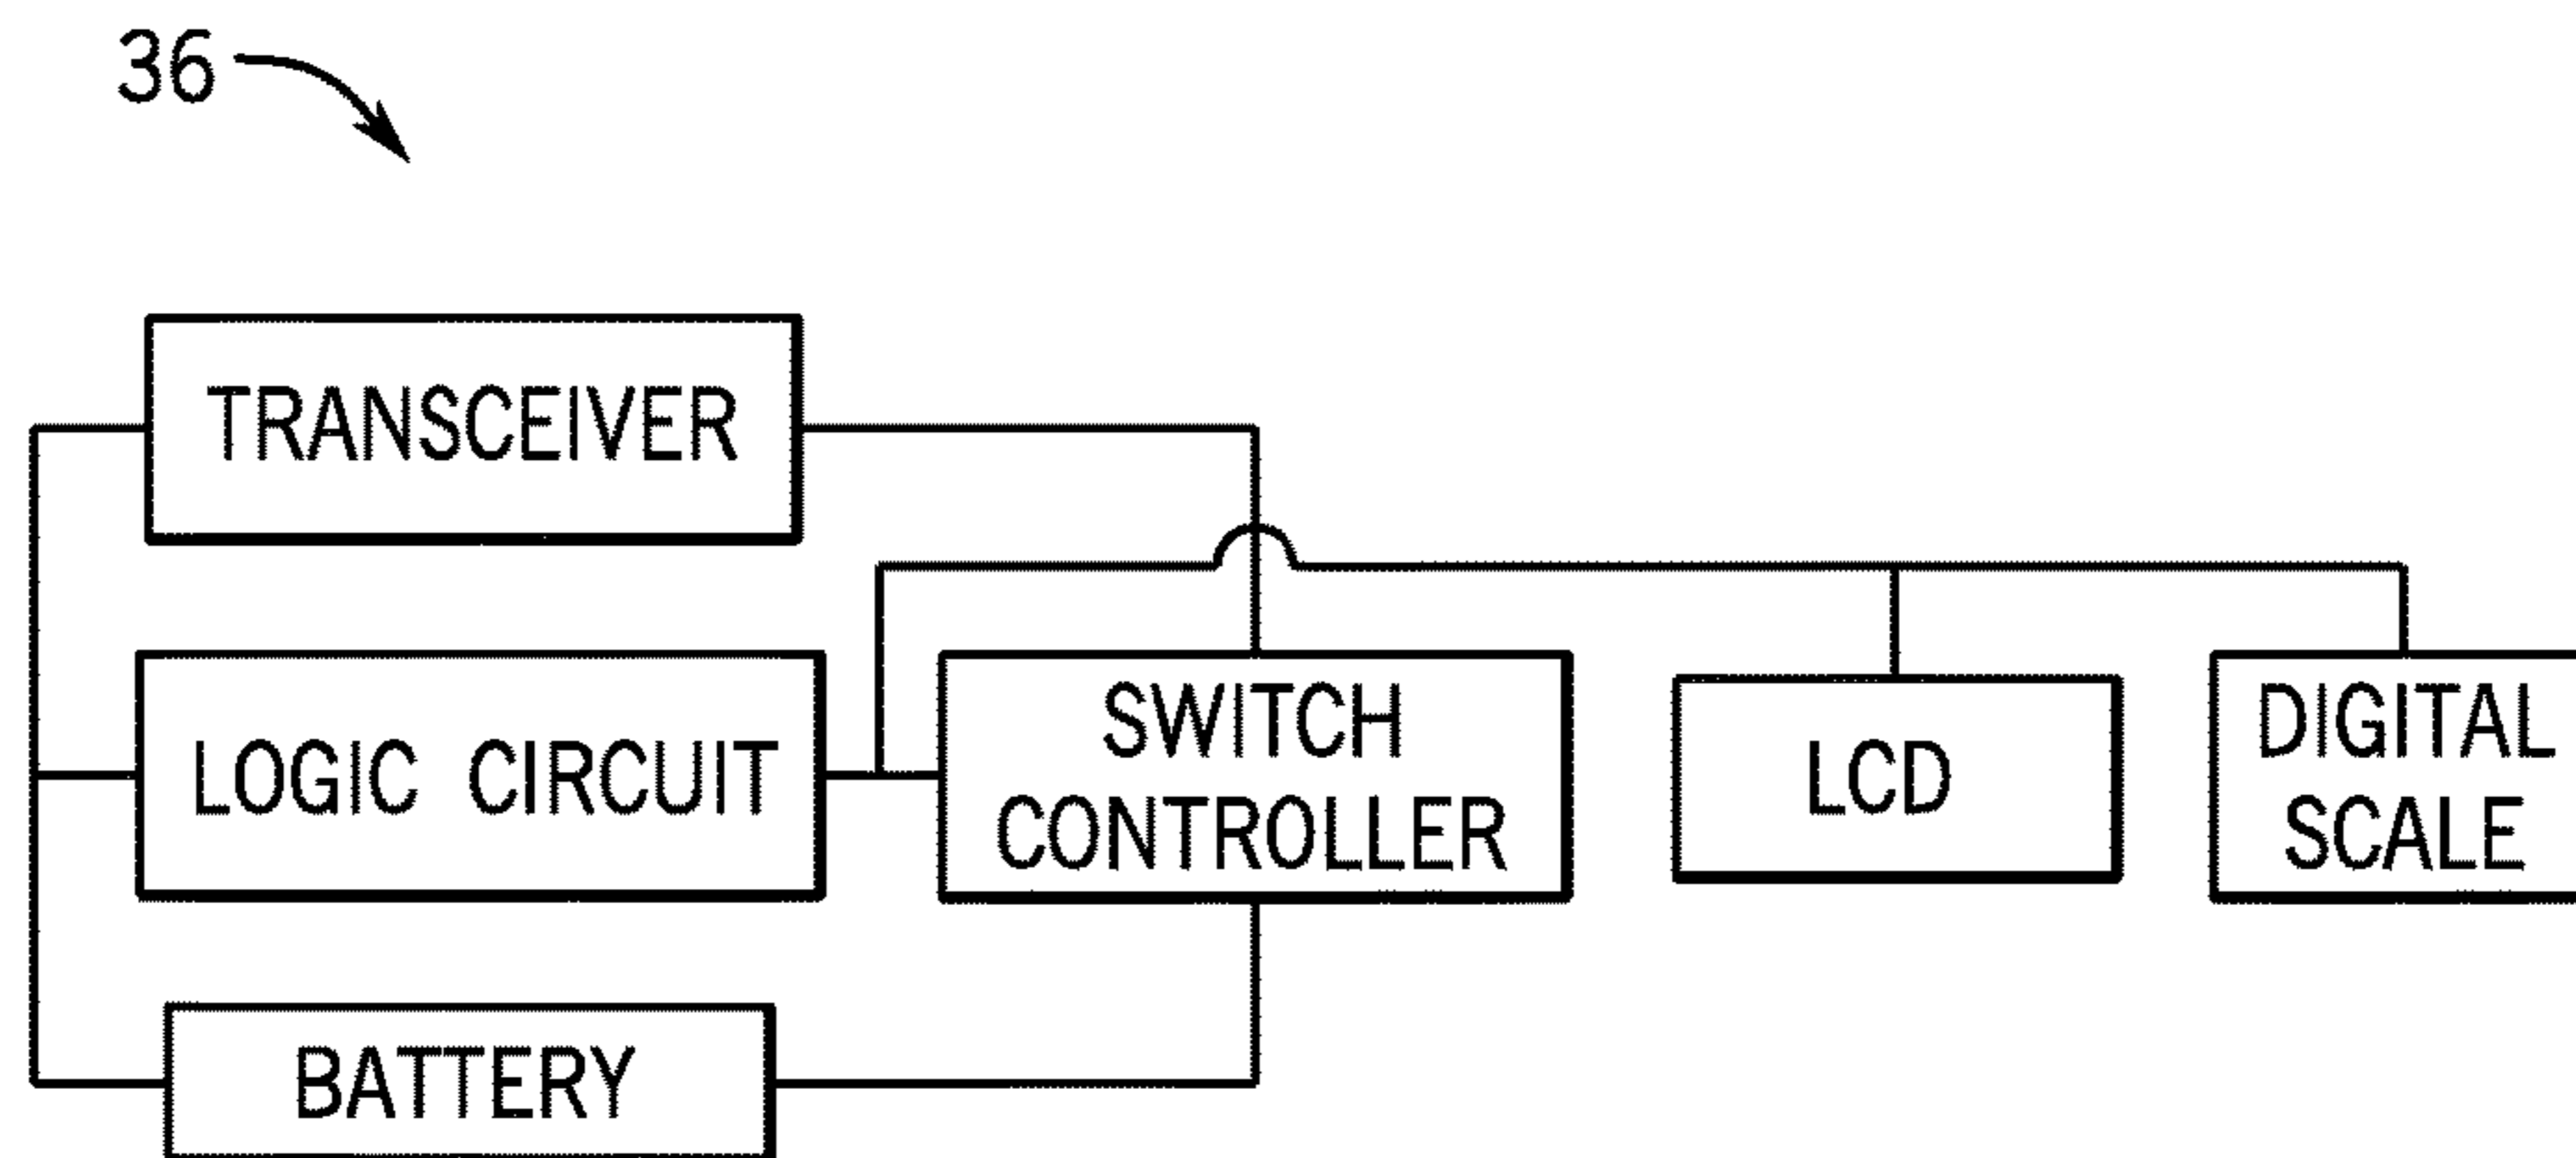 36
TRANSCEIVER
LOGIC CIRCUIT
SWITCH
CONTROLLER
LCD
DIGITAL
SCALE
BATTERY